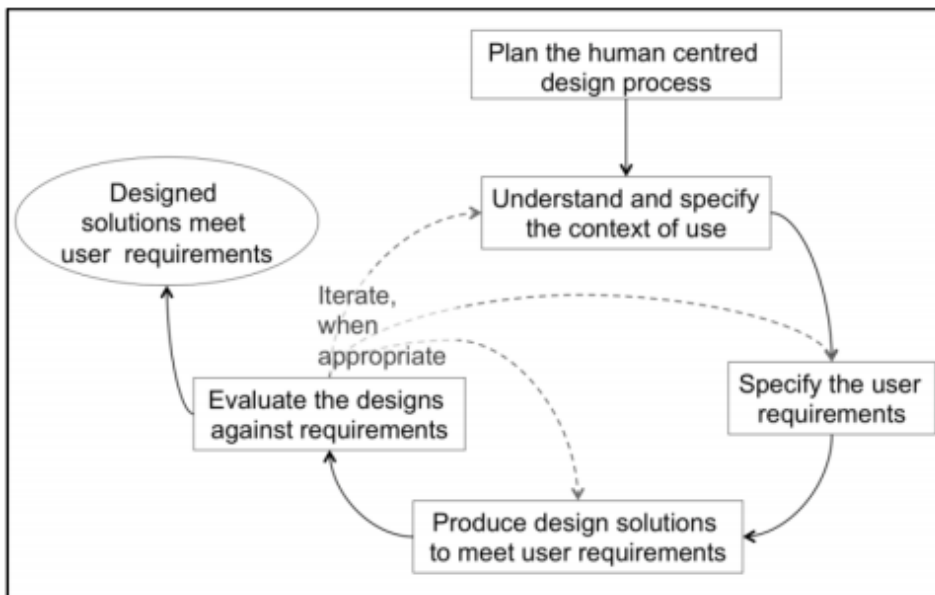 Plan the human centred
design process
Understand and specify
the context of use
Specify the user
requirements
Produce design solutions
to meet user requirements
Evaluate the designs
against requirements
Iterate,
when
appropriate
Designed
solutions meet
user requirements